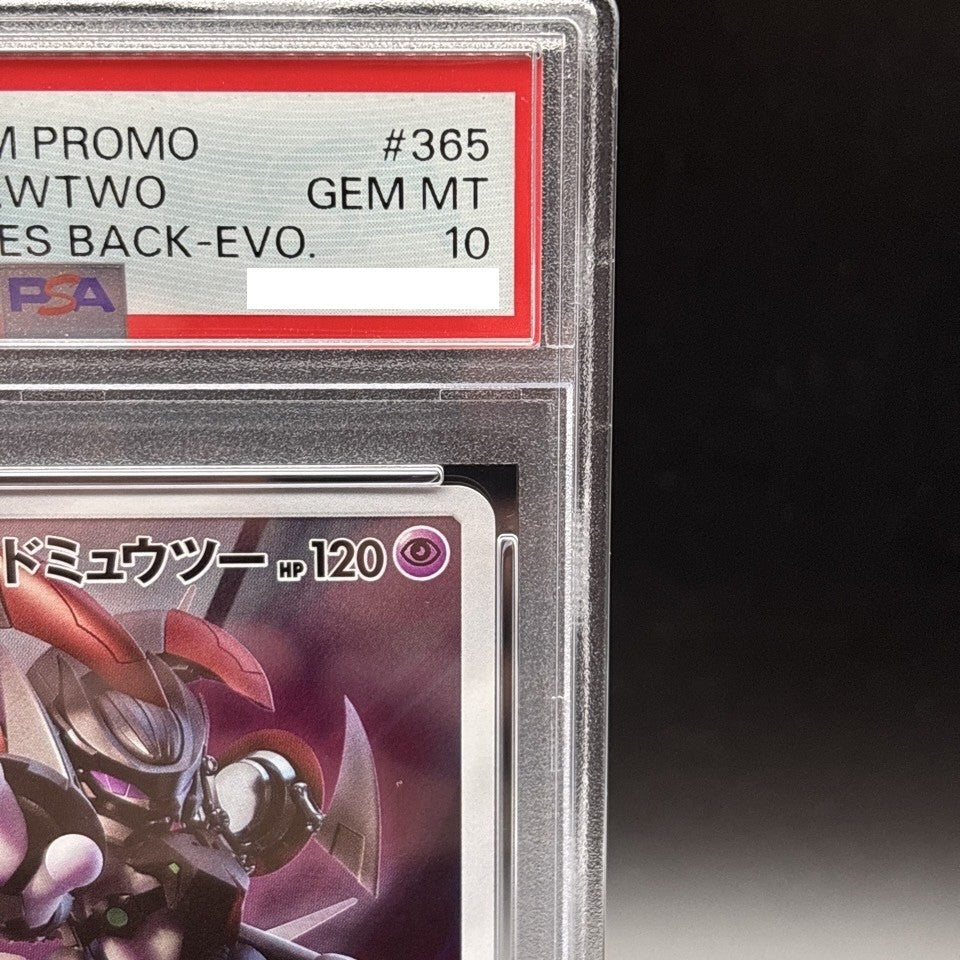 M PROMO #365
WTWO GEM MT
ES BACK-EVO. 10
PSA
ドミュウツー HP 120